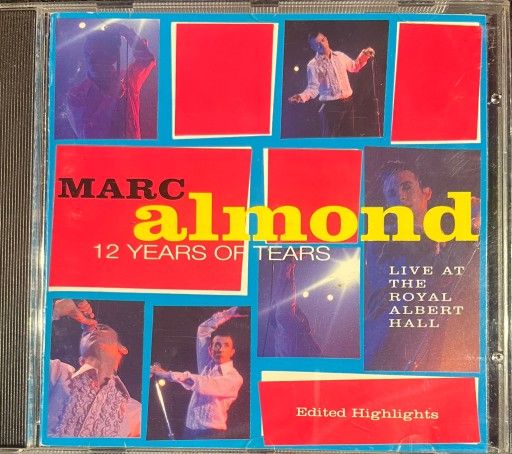 MARC
almond
12 YEARS OF TEARS
LIVE AT
THE
ROYAL
ALBERT
HALL
Edited Highlights